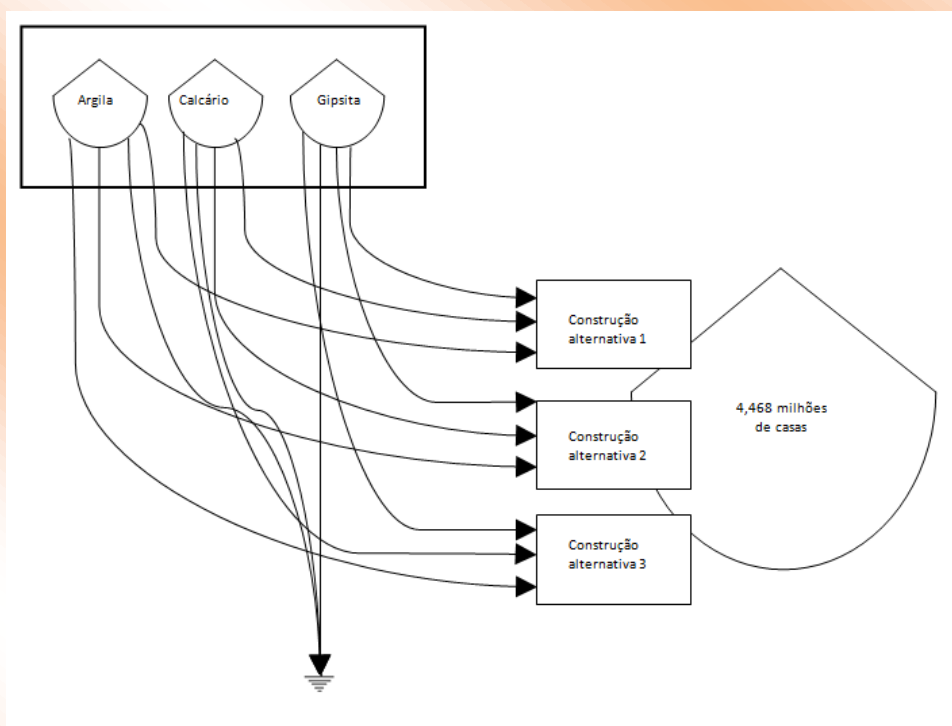 Argila
Calcário
Gipsita
Construção
alternativa 1
4,468 milhões
de casas
Construção
alternativa 2
Construção
alternativa 3